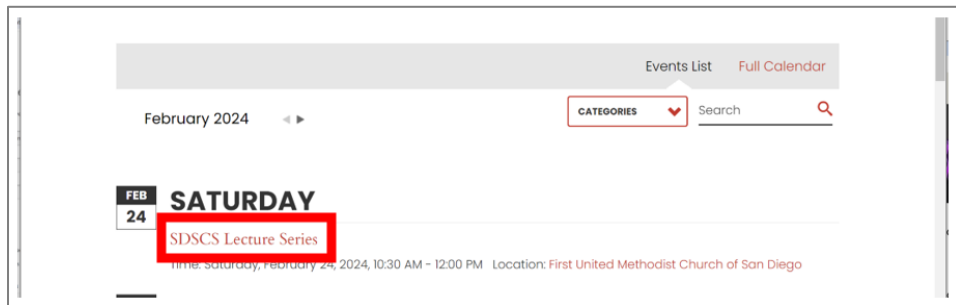 Events List Full Calendar
February 2024
CATEGORIES Search
FEB
24
SATURDAY
SDSCS Lecture Series
Time: Saturday, February 24, 2024, 10:30 AM - 12:00 PM Location: First United Methodist Church of San Diego